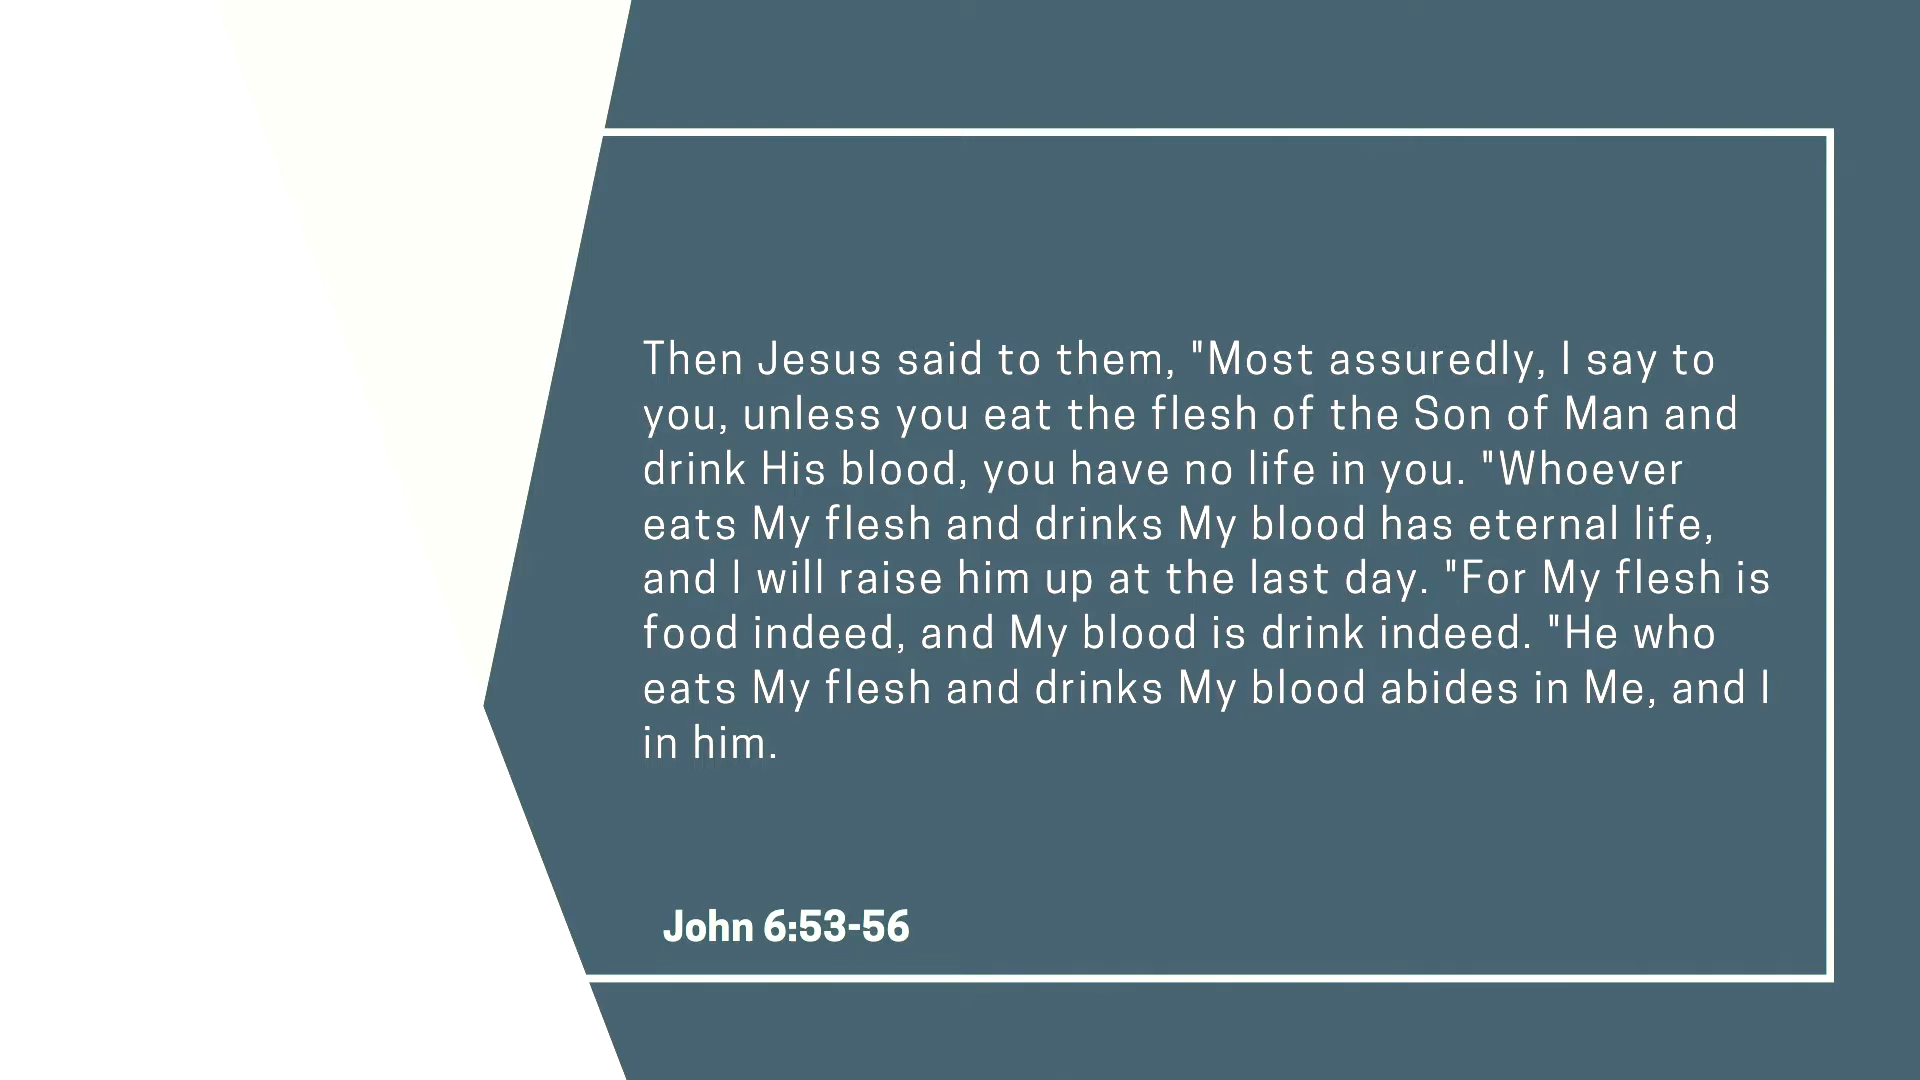 Then Jesus said to them, "Most assuredly, I say to
you, unless you eat the flesh of the Son of Man and
drink His blood, you have no life in you. "Whoever
eats My flesh and drinks My blood has eternal life,
and I will raise him up at the last day. "For My flesh is
food indeed, and My blood is drink indeed. "He who
eats My flesh and drinks My blood abides in Me, and I
in him.
John 6:53-56